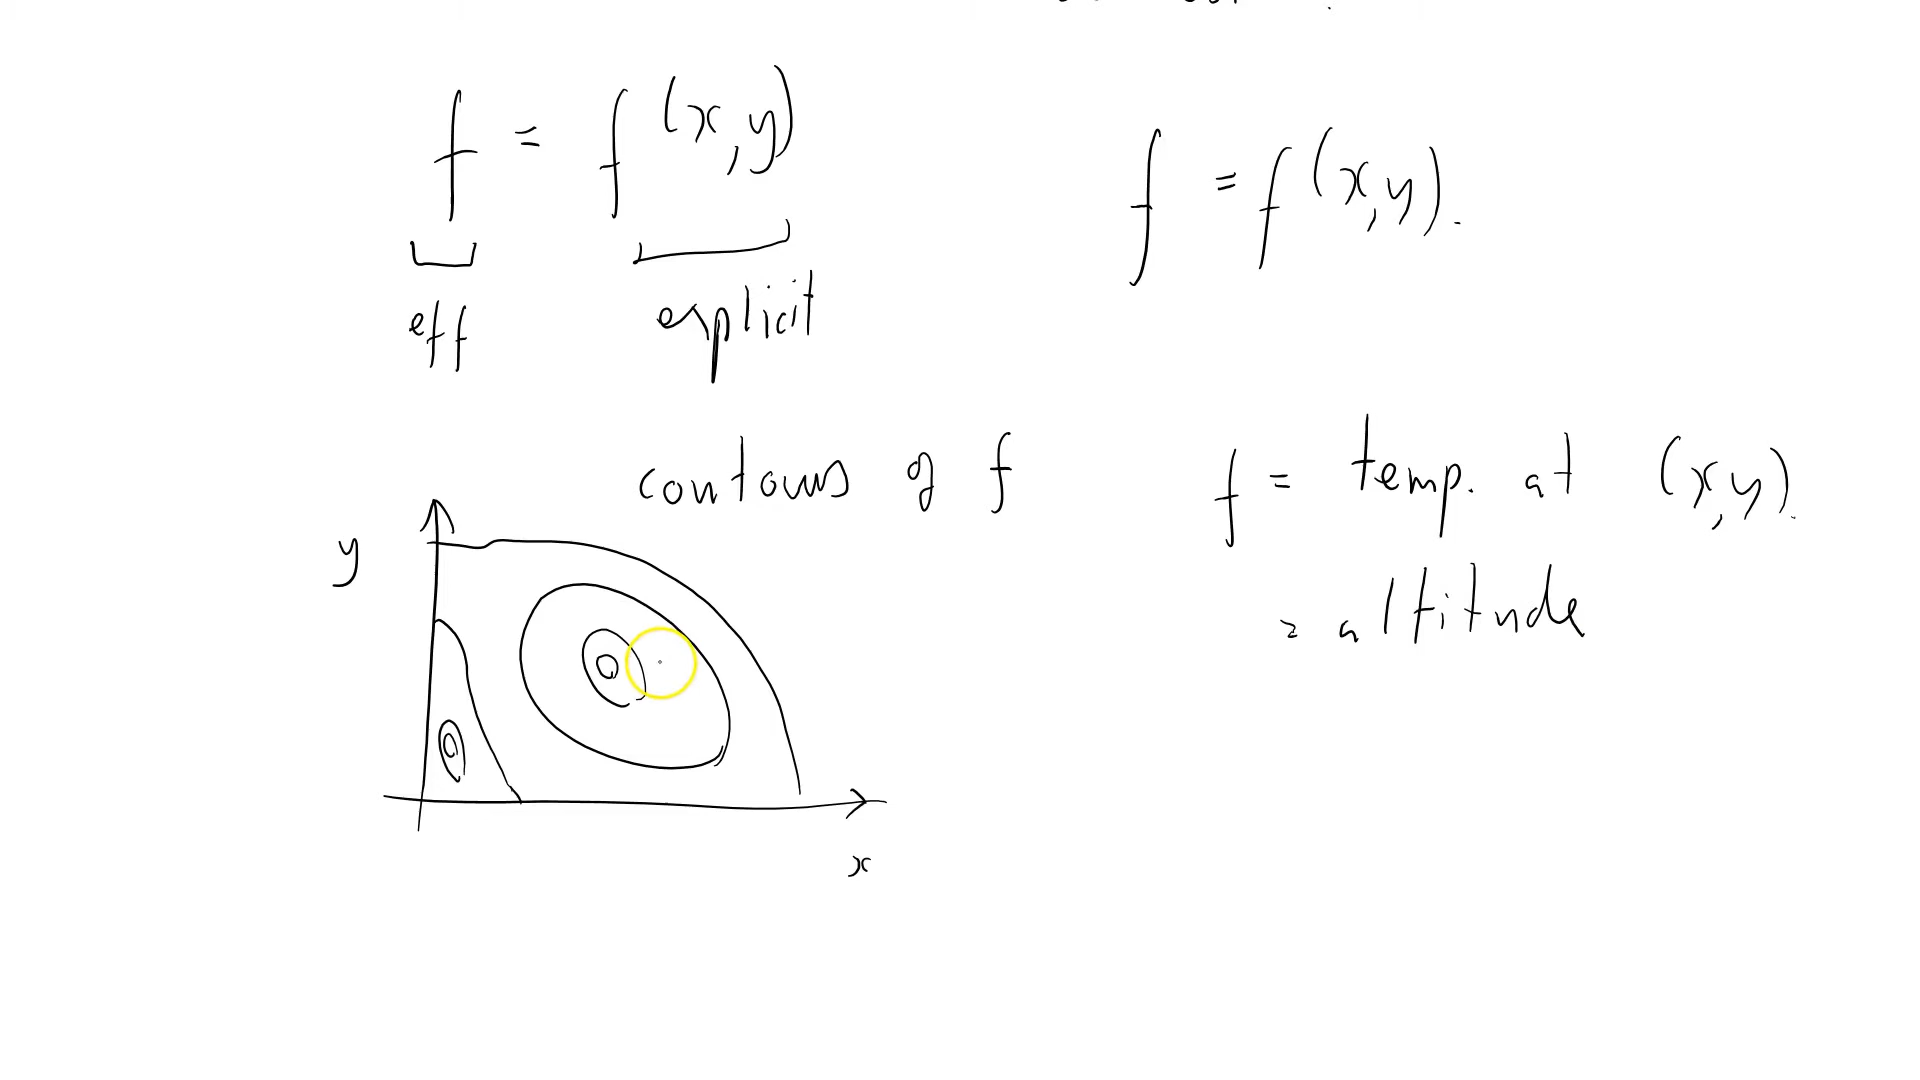 f = f(x,y)
eff
explicit
f = f(x,y).
contours of f
f = temp. at (x,y).
= altitude
y
x